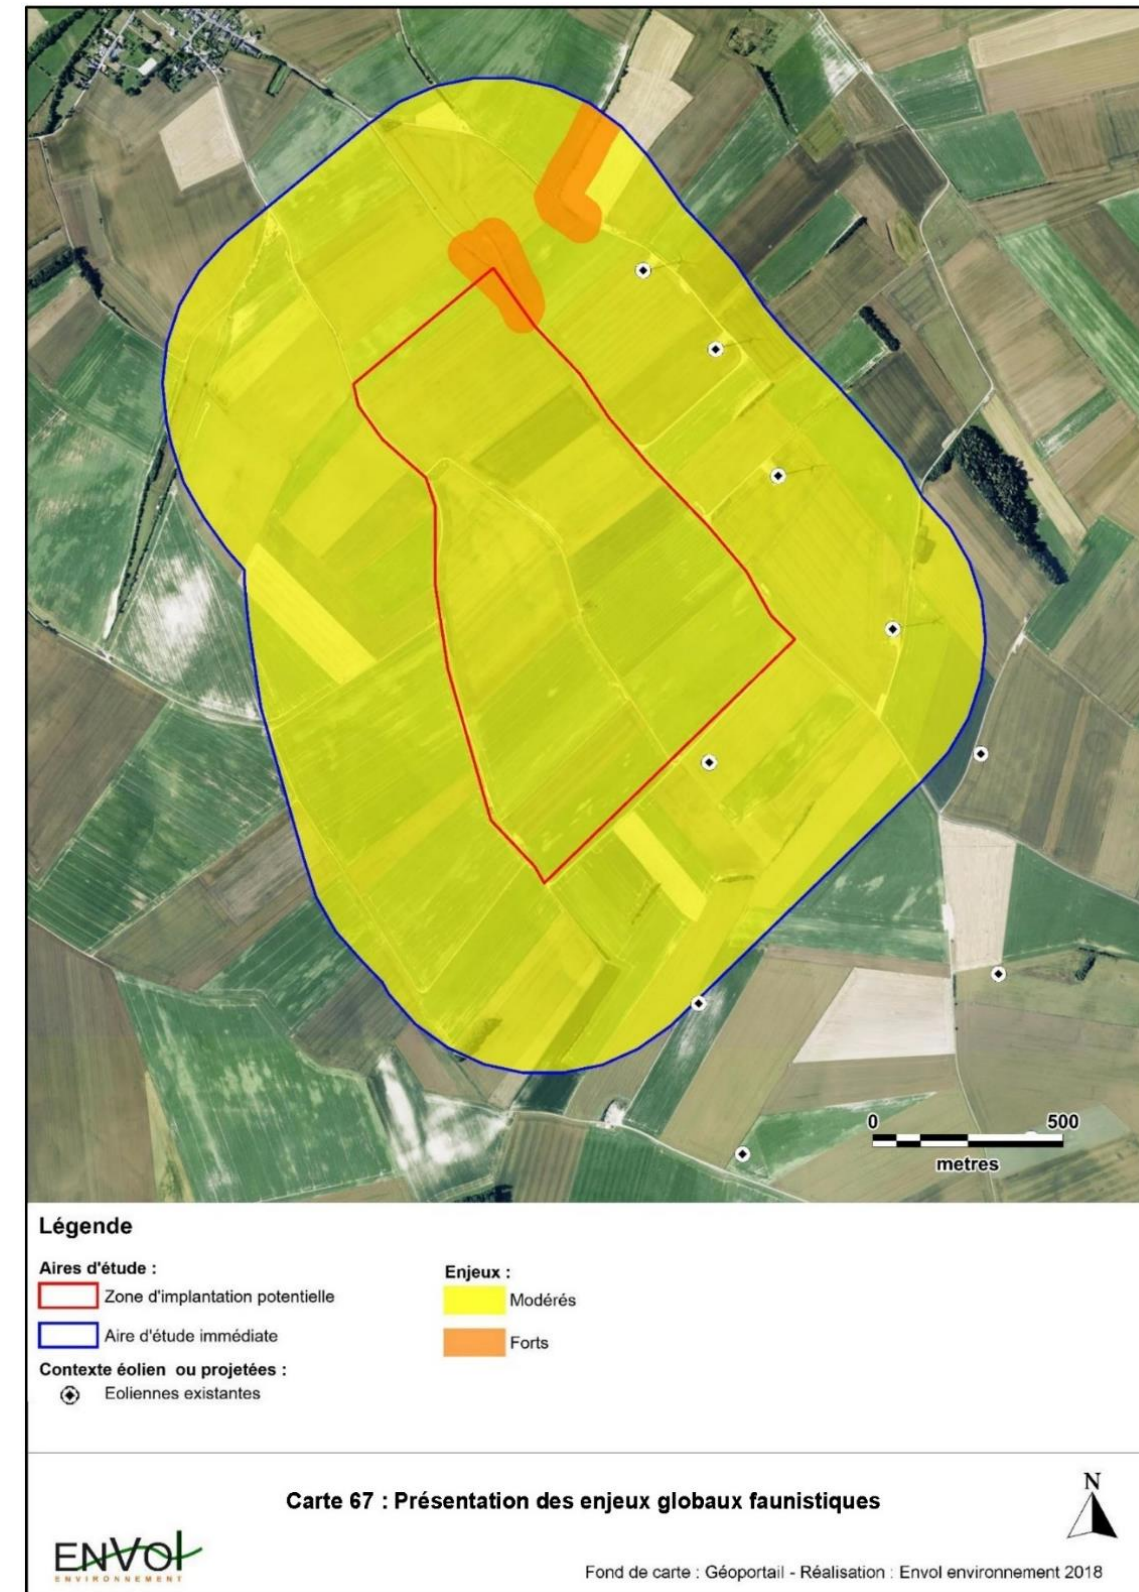 0 500
metres
Légende
Aires d'étude :
Zone d'implantation potentielle
Aire d'étude immédiate
Contexte éolien ou projetées :
Eoliennes existantes
Enjeux :
Modérés
Forts
Carte 67 : Présentation des enjeux globaux faunistiques
N
ENVOl
ENVIRONNEMENT
Fond de carte : Géoportail - Réalisation : Envol environnement 2018